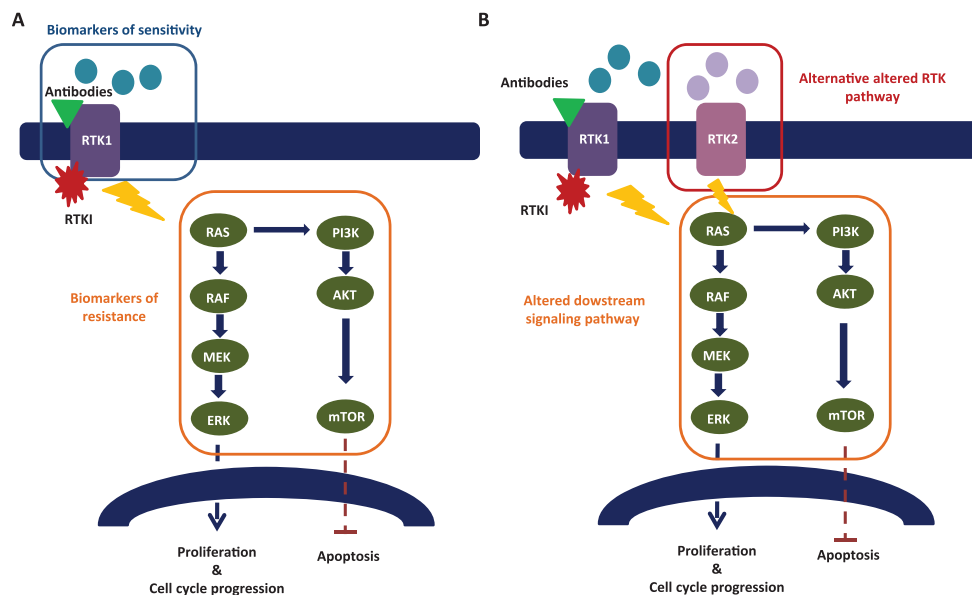 A
Biomarkers of sensitivity
Antibodies
RTK1
RTKI
RAS
PI3K
Biomarkers of
resistance
RAF
AKT
MEK
ERK
mTOR
Proliferation
&
Cell cycle progression
Apoptosis
B
Antibodies
Alternative altered RTK
pathway
RTK1
RTK2
RTKI
RAS
PI3K
Altered dowstream
signaling pathway
RAF
AKT
MEK
ERK
mTOR
Proliferation
&
Cell cycle progression
Apoptosis